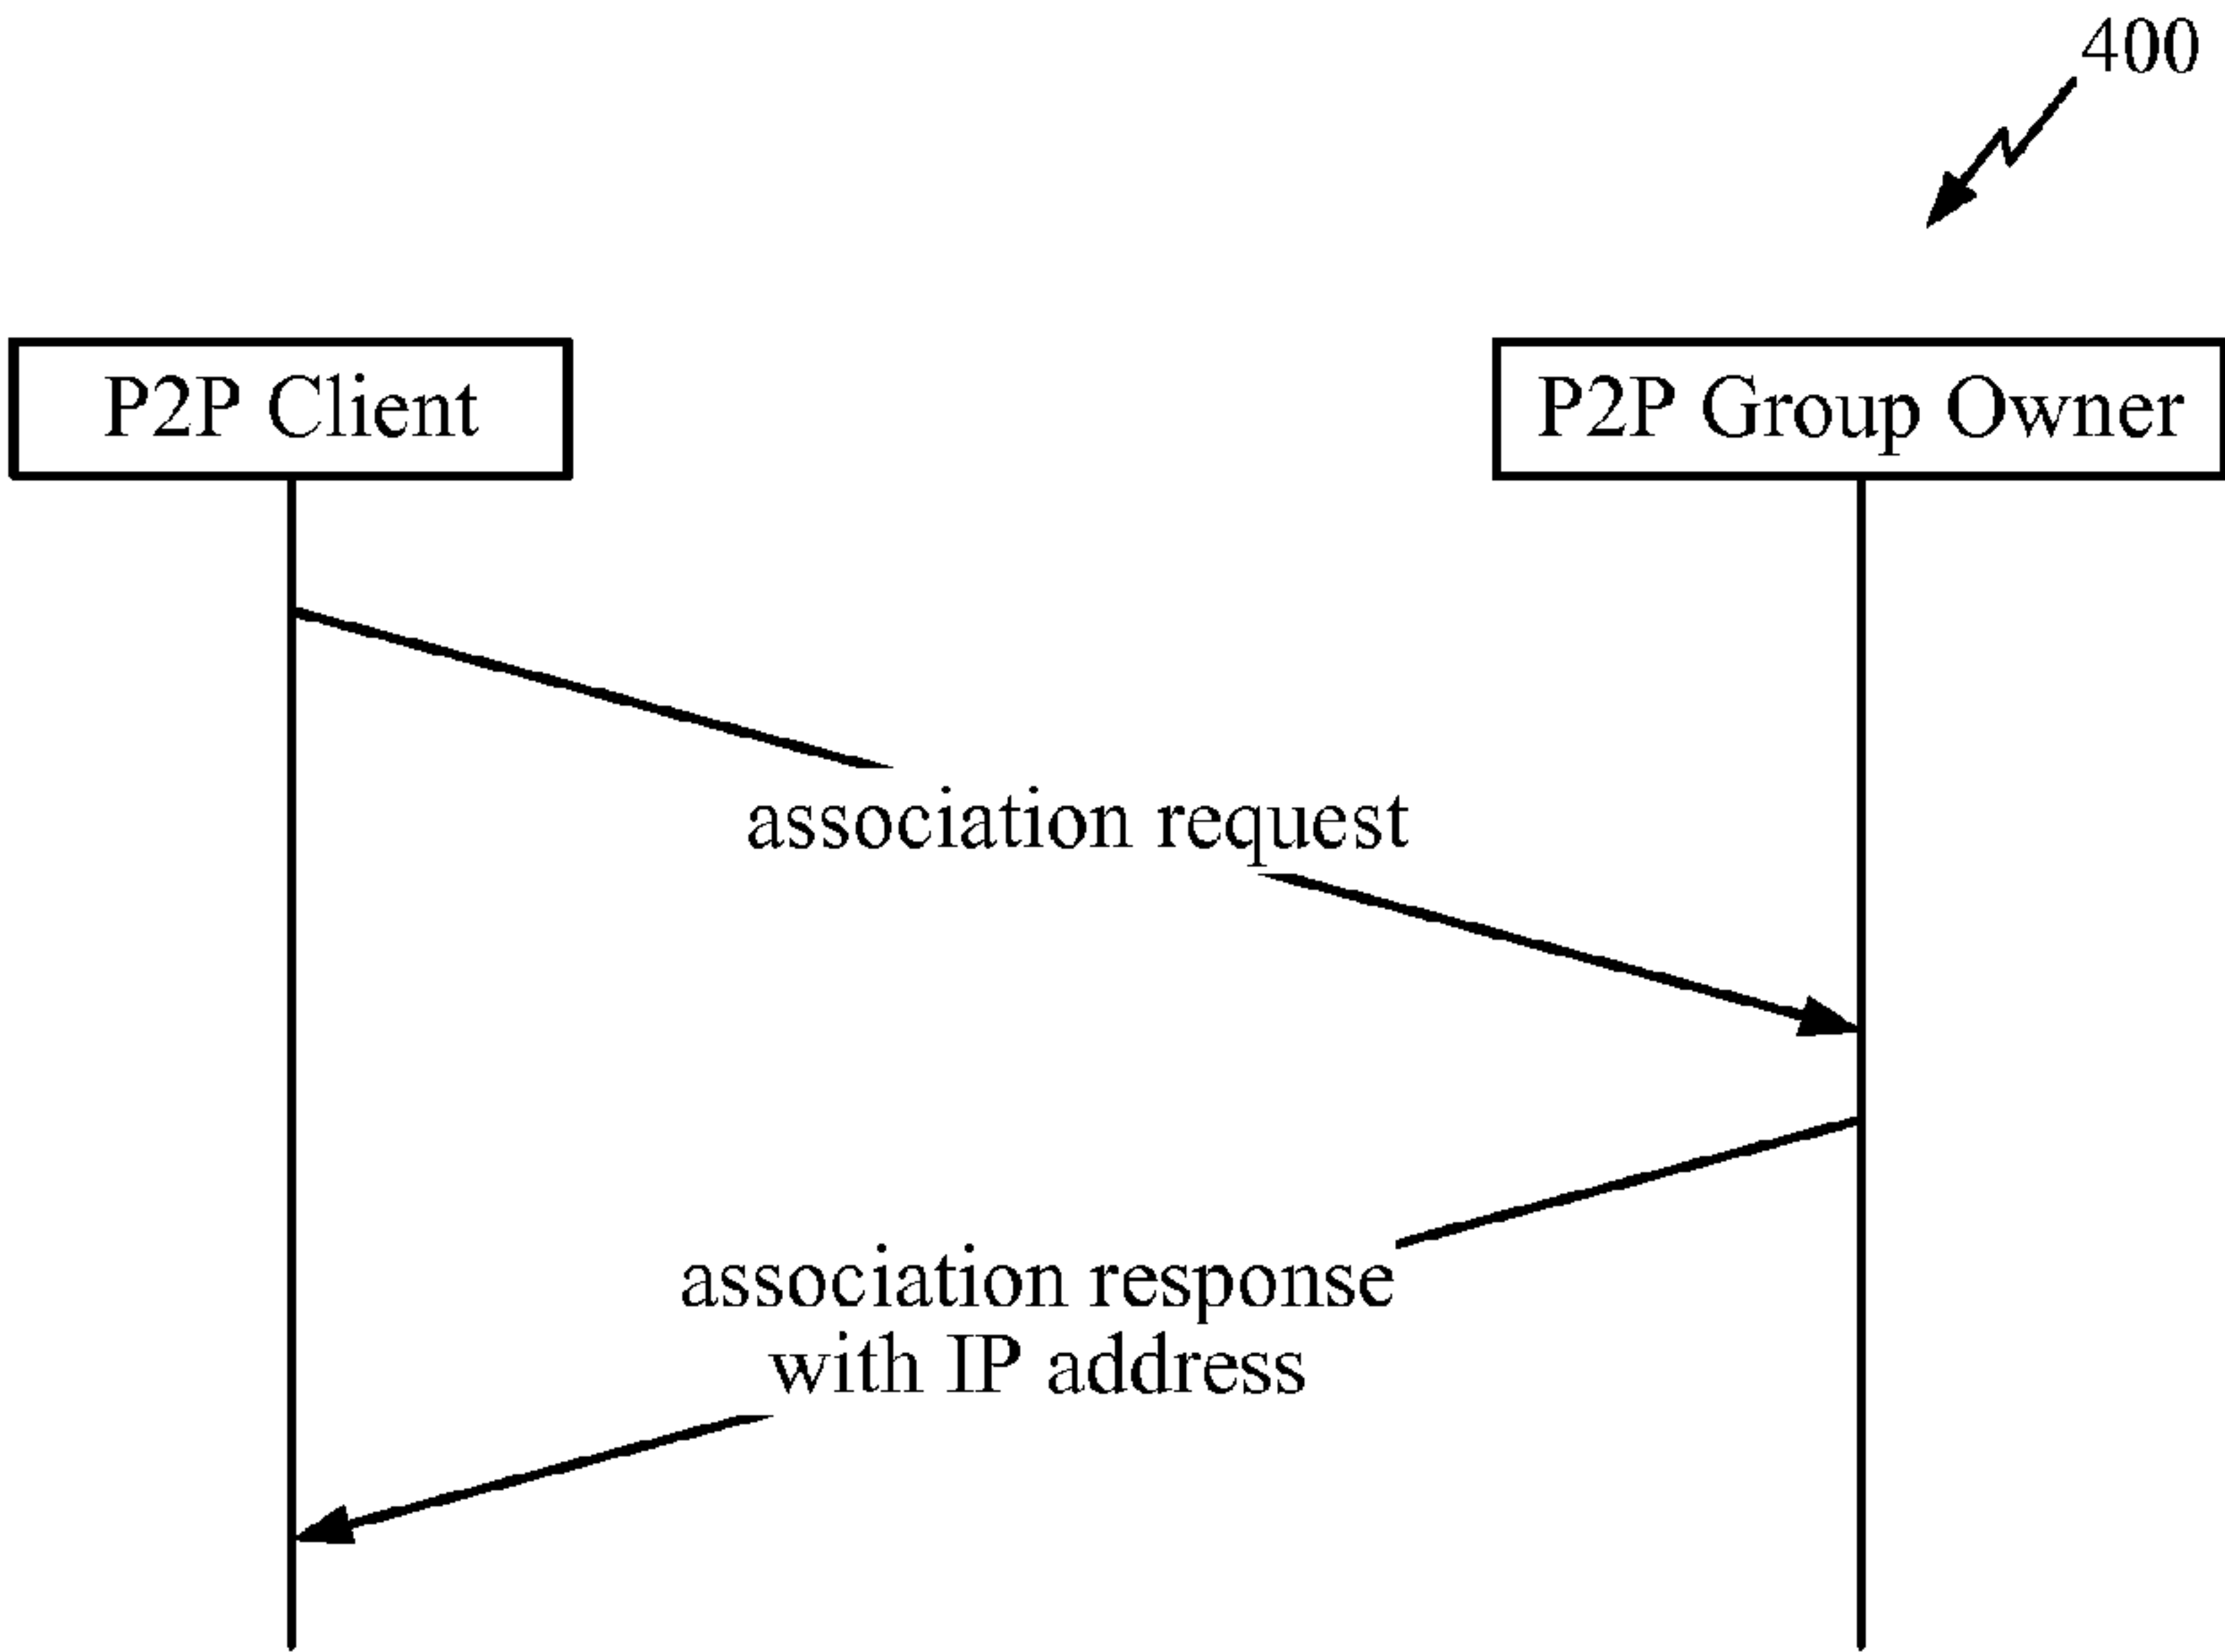 400
P2P Client
P2P Group Owner
association request
association response
with IP address